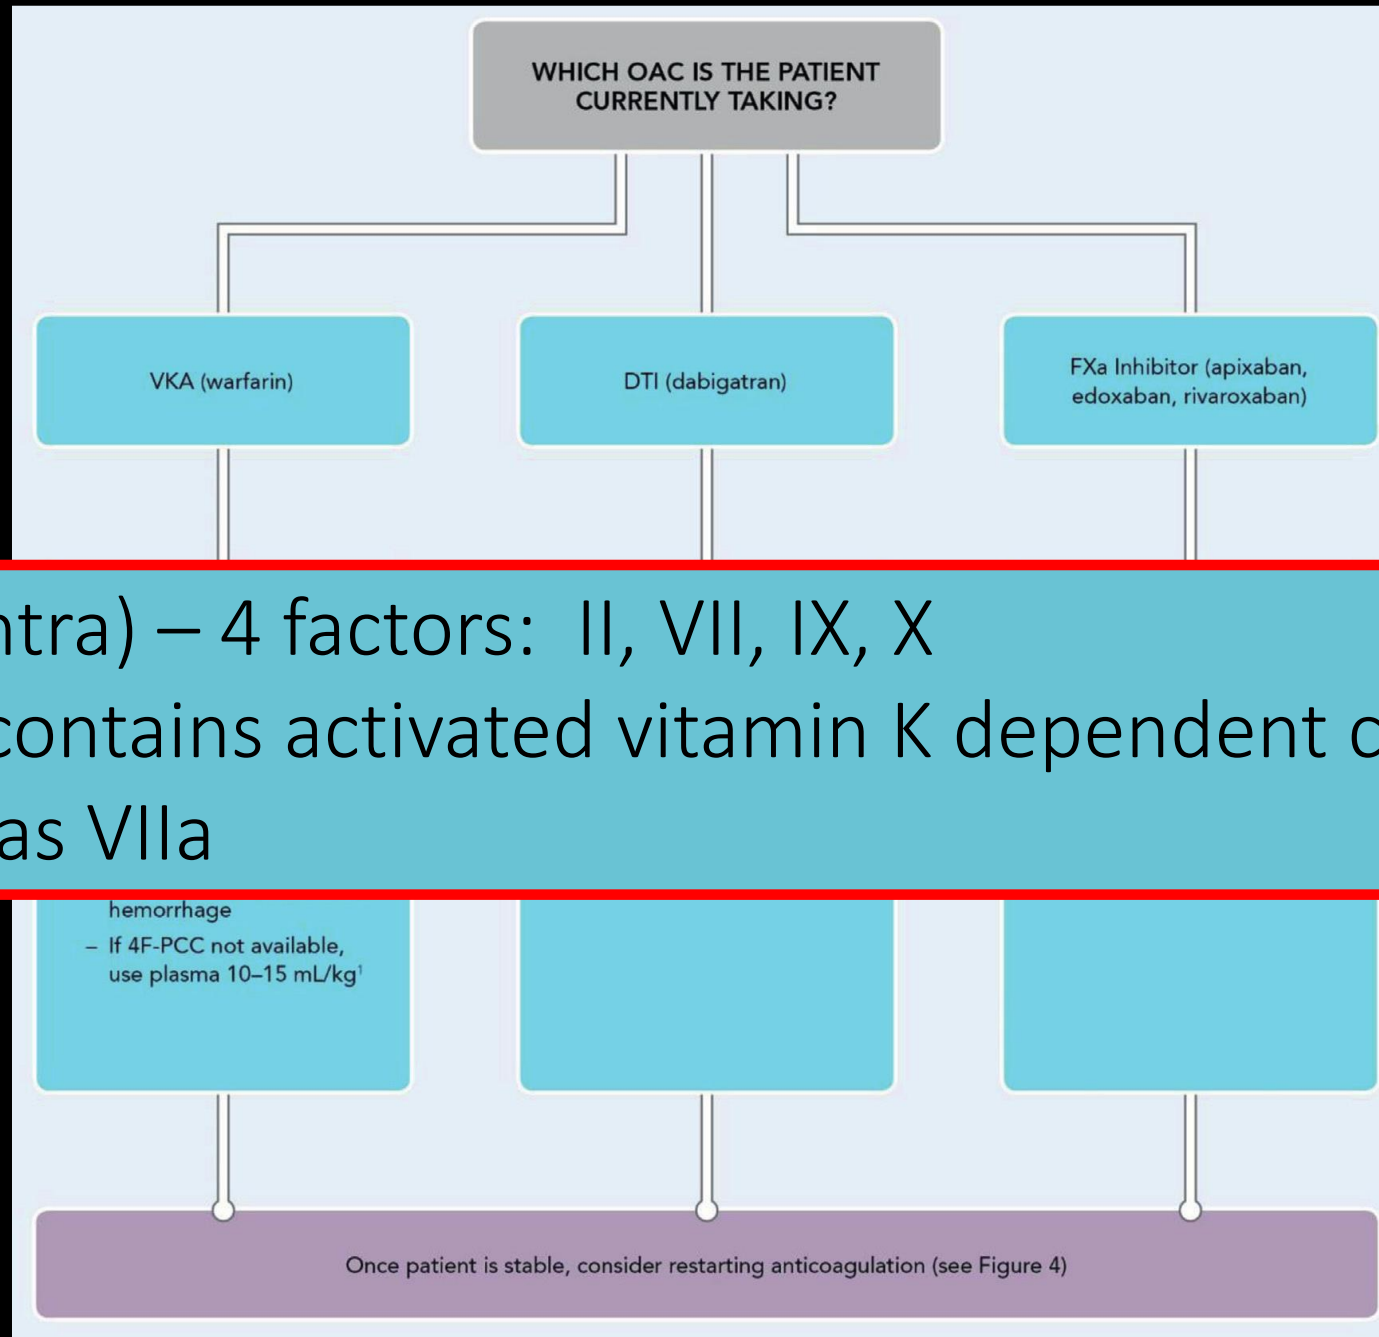 WHICH OAC IS THE PATIENT
CURRENTLY TAKING?
VKA (warfarin)
DTI (dabigatran)
FXa Inhibitor (apixaban,
edoxaban, rivaroxaban)
ntra) – 4 factors:  II, VII, IX, X
contains activated vitamin K dependent
as VIIa
hemorrhage
– If 4F-PCC not available,
use plasma 10–15 mL/kg¹
Once patient is stable, consider restarting anticoagulation (see Figure 4)